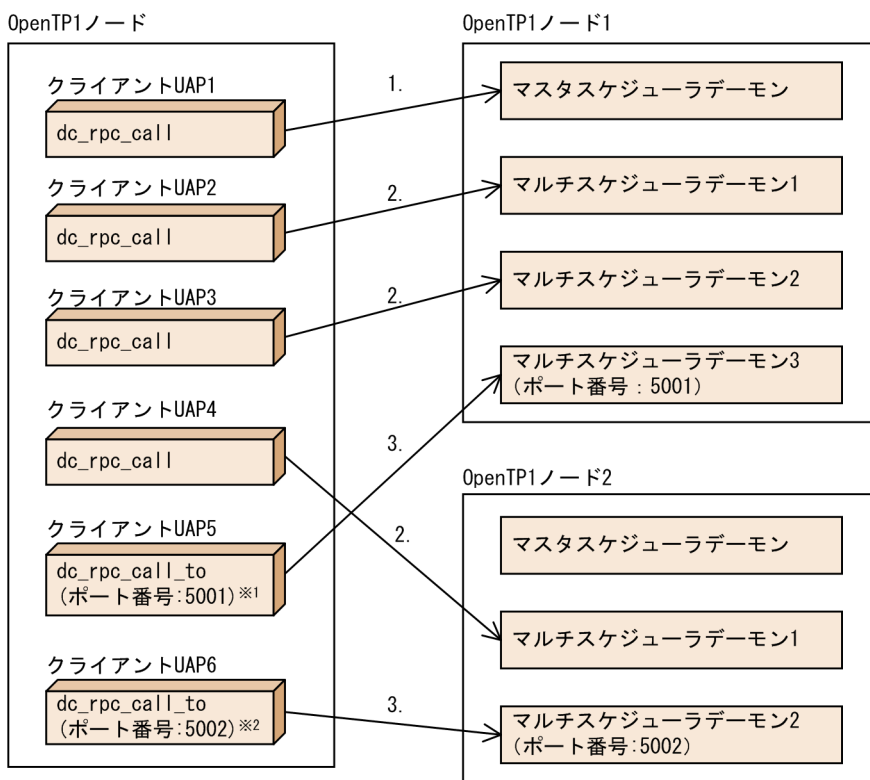 OpenTP1ノード
クライアントUAP1
dc_rpc_call
クライアントUAP2
dc_rpc_call
クライアントUAP3
dc_rpc_call
クライアントUAP4
dc_rpc_call
クライアントUAP5
dc_rpc_call_to
(ポート番号:5001)※1
クライアントUAP6
dc_rpc_call_to
(ポート番号:5002)※2
1.
2.
2.
3.
2.
3.
OpenTP1ノード1
マスタスケジューラデーモン
マルチスケジューラデーモン1
マルチスケジューラデーモン2
マルチスケジューラデーモン3
(ポート番号:5001)
OpenTP1ノード2
マスタスケジューラデーモン
マルチスケジューラデーモン1
マルチスケジューラデーモン2
(ポート番号:5002)